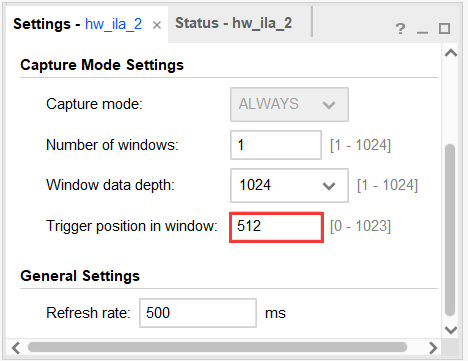 Settings - hw_ila_2 × Status - hw_ila_2
? _
Capture Mode Settings
Capture mode: ALWAYS
Number of windows: 1 [1 - 1024]
Window data depth: 1024 [1 - 1024]
Trigger position in window: 512 [0 - 1023]
General Settings
Refresh rate: 500 ms